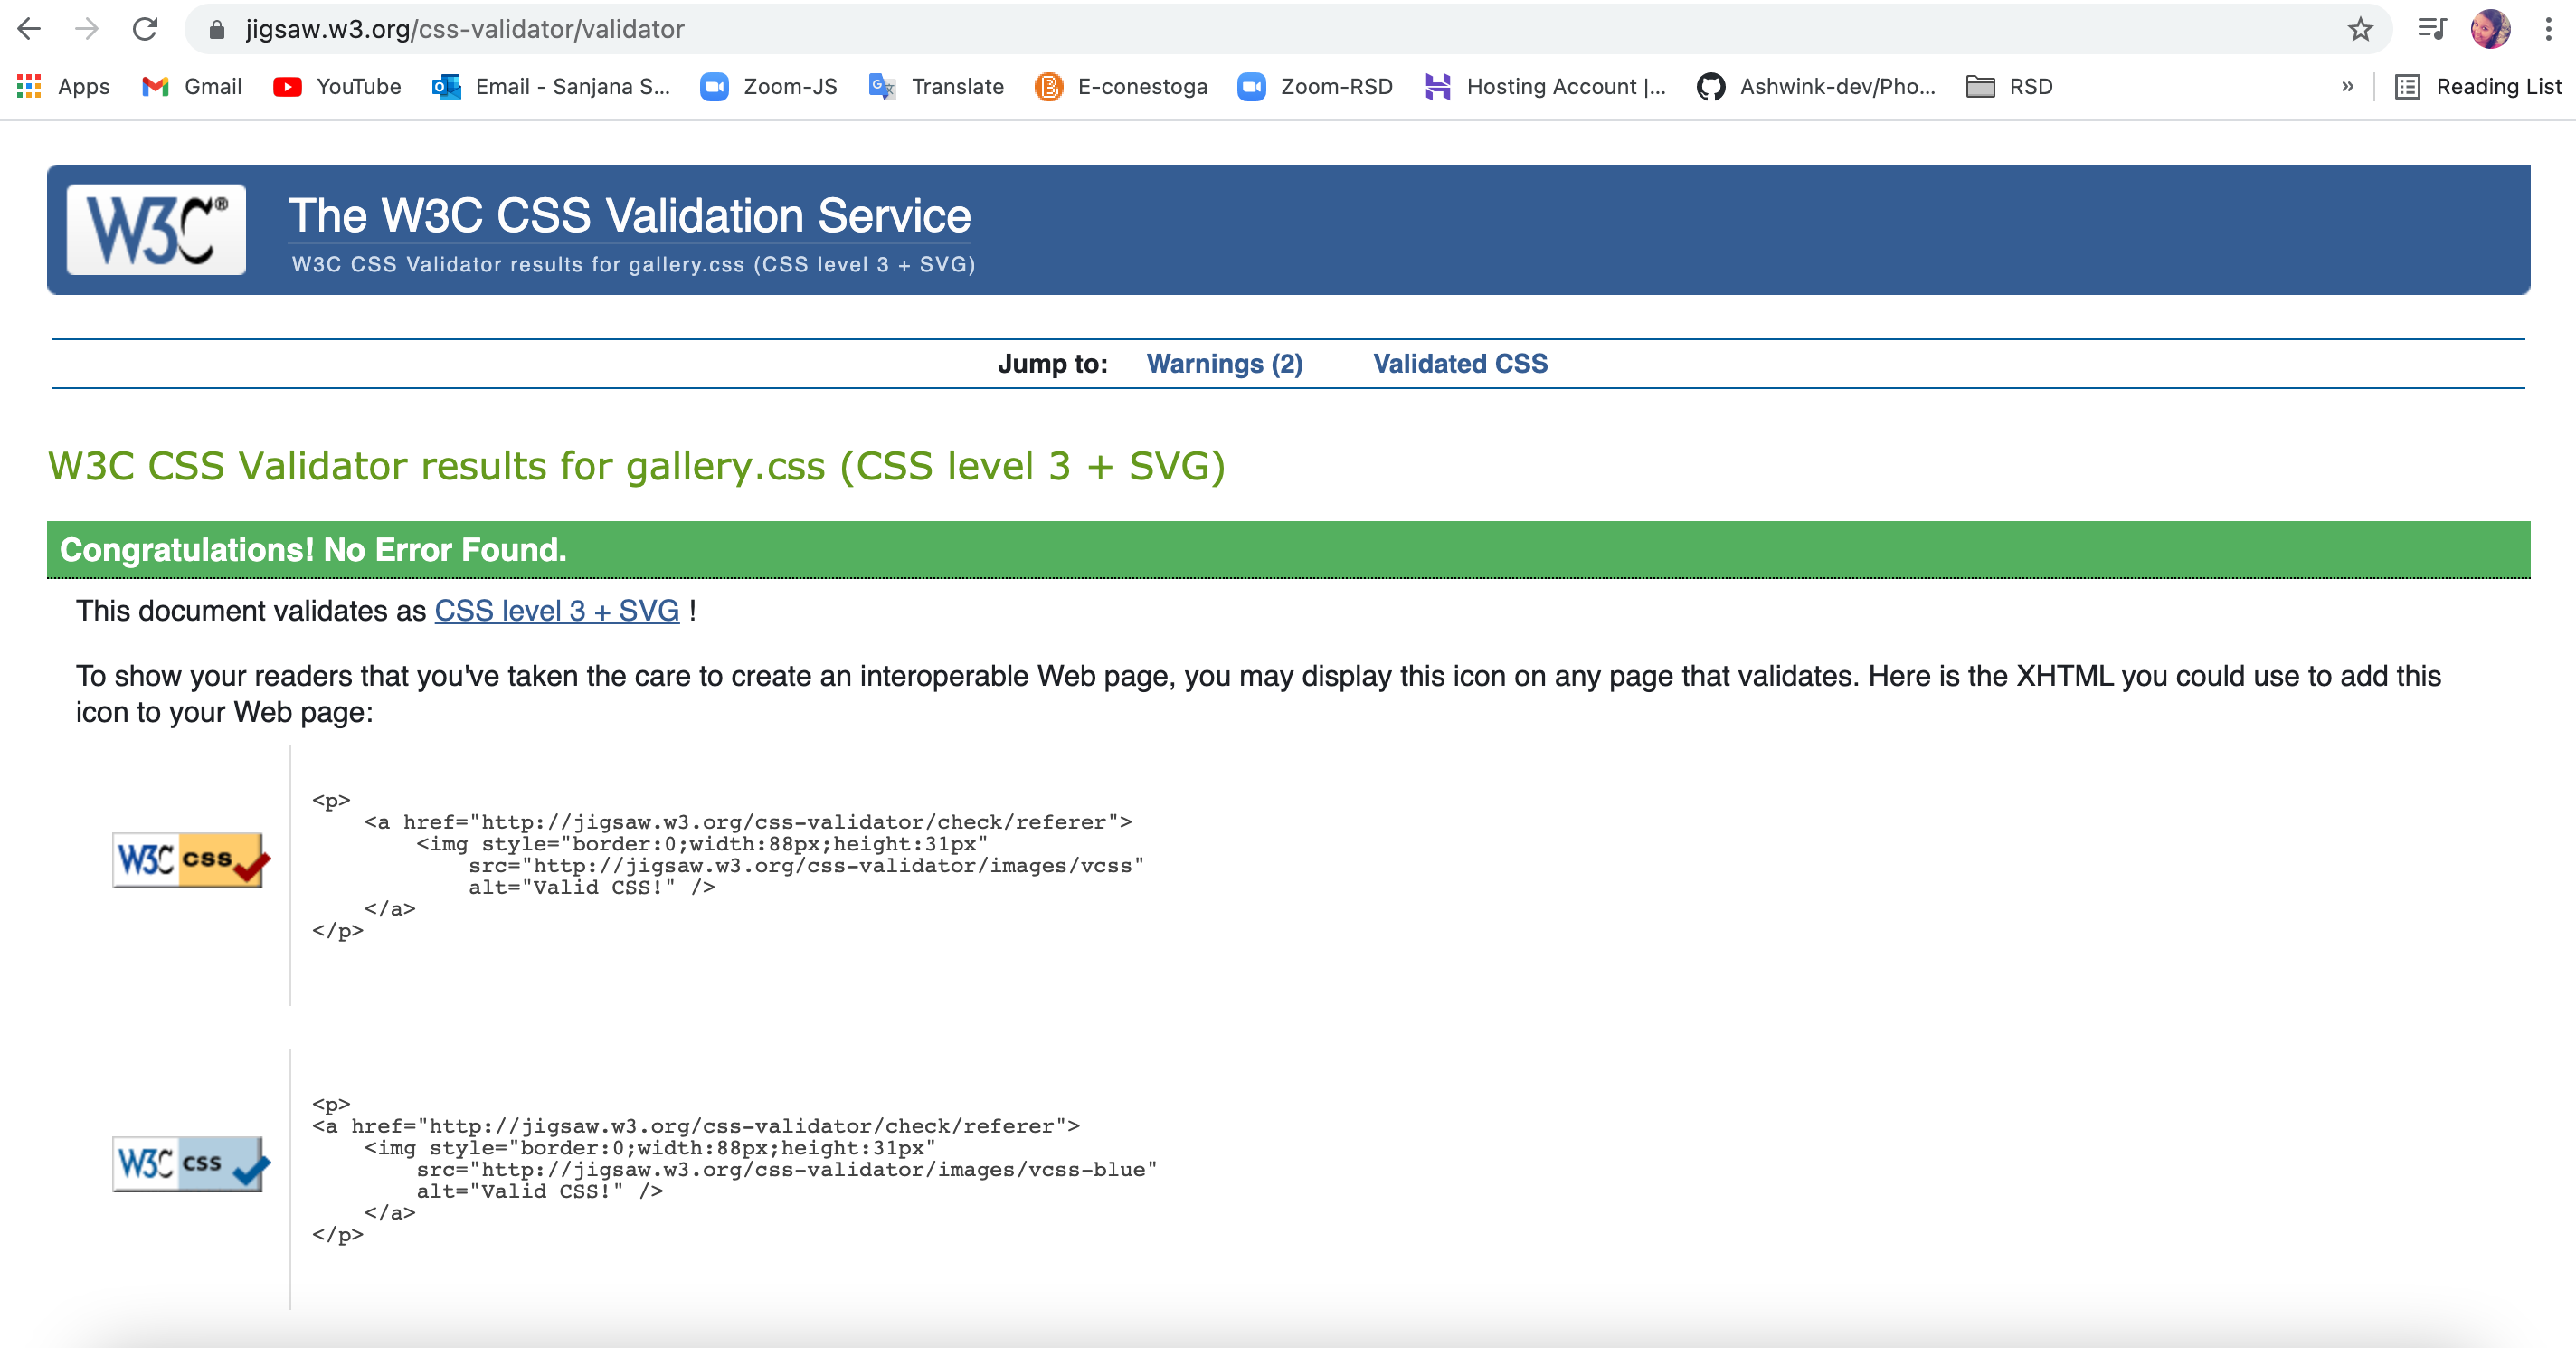 jigsaw.w3.org/css-validator/validator
Apps Gmail YouTube Email - Sanjana S... Zoom-JS Translate E-conestoga Zoom-RSD Hosting Account |... Ashwink-dev/Pho... RSD » Reading List
W3C®
The W3C CSS Validation Service
W3C CSS Validator results for gallery.css (CSS level 3 + SVG)
Jump to: Warnings (2) Validated CSS
W3C CSS Validator results for gallery.css (CSS level 3 + SVG)
Congratulations! No Error Found.
This document validates as CSS level 3 + SVG !
To show your readers that you've taken the care to create an interoperable Web page, you may display this icon on any page that validates. Here is the XHTML you could use to add this
icon to your Web page:
W3C css
<p>
<a href="http://jigsaw.w3.org/css-validator/check/referer">
<img style="border:0;width:88px;height:31px"
src="http://jigsaw.w3.org/css-validator/images/vcss"
alt="Valid CSS!" />
</a>
</p>
W3C css
<p>
<a href="http://jigsaw.w3.org/css-validator/check/referer">
<img style="border:0;width:88px;height:31px"
src="http://jigsaw.w3.org/css-validator/images/vcss-blue"
alt="Valid CSS!" />
</a>
</p>